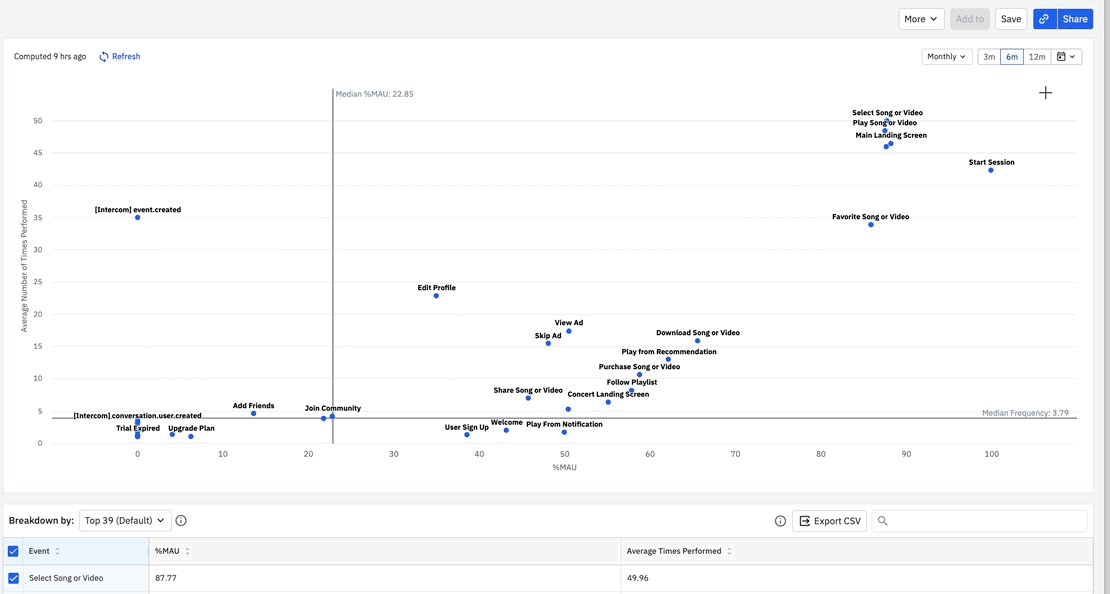 More
Add to
Save
Share
Computed 9 hrs ago
Refresh
Monthly
3m
6m
12m
Median %MAU: 22.85
Select Song or Video
Play Song or Video
Main Landing Screen
Start Session
[Intercom] event.created
Favorite Song or Video
Edit Profile
View Ad
Skip Ad
Download Song or Video
Play from Recommendation
Purchase Song or Video
Follow Playlist
Share Song or Video
Concert Landing Screen
Add Friends
Join Community
[Intercom] conversation.user.created
Median Frequency: 3.79
Trial Expired
Upgrade Plan
User Sign Up
Welcome
Play From Notification
Average Number of Times Performed
50
45
40
35
30
25
20
15
10
5
0
0
10
20
30
40
50
60
70
80
90
100
%MAU
Breakdown by:
Top 39 (Default)
Export CSV
Event
%MAU
Average Times Performed
Select Song or Video
87.77
49.96